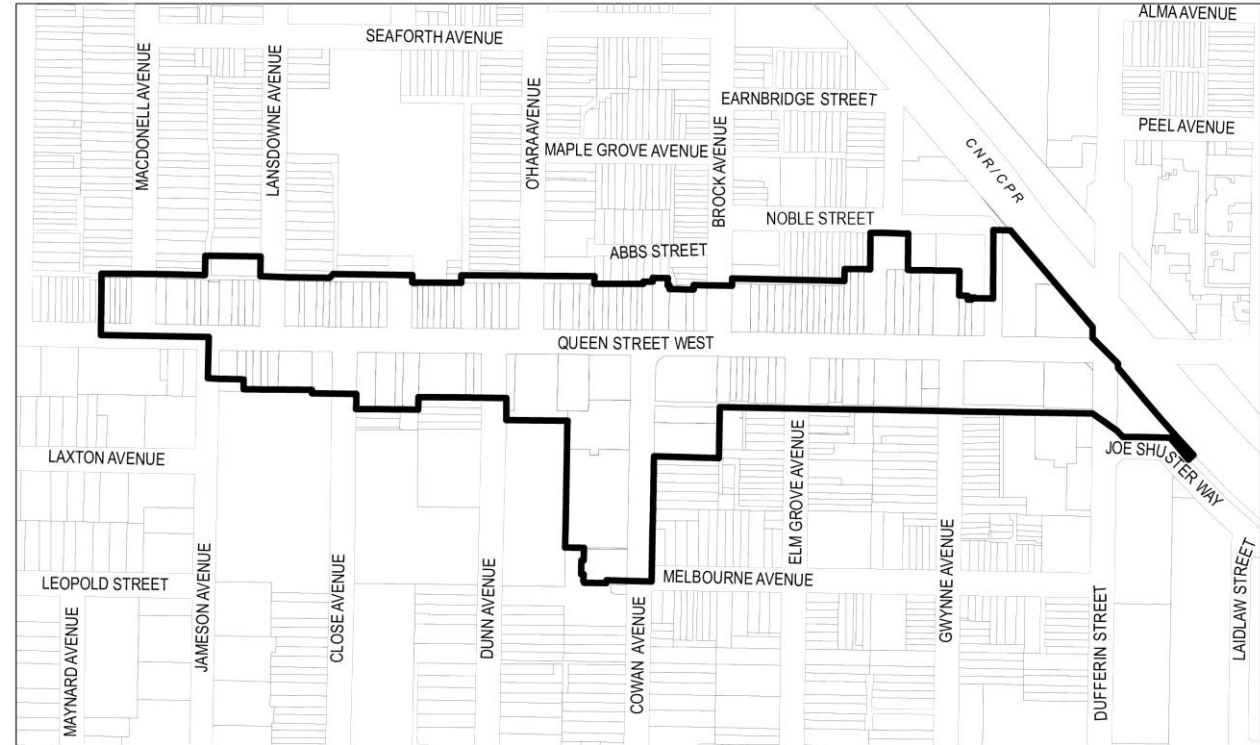 ALMA AVENUE
SEAFORTH AVENUE
MACDONELL AVENUE
LANSDOWNE AVENUE
O'HARA AVENUE
BROCK AVENUE
EARNBRIDGE STREET
PEEL AVENUE
MAPLE GROVE AVENUE
CNR/CPR
NOBLE STREET
ABBS STREET
QUEEN STREET WEST
LAXTON AVENUE
JOE SHUSTER WAY
ELM GROVE AVENUE
LEOPOLD STREET
MELBOURNE AVENUE
MAYNARD AVENUE
JAMESON AVENUE
CLOSE AVENUE
DUNN AVENUE
COWAN AVENUE
GWYNNE AVENUE
DUFFERIN STREET
LAIDLAW STREET